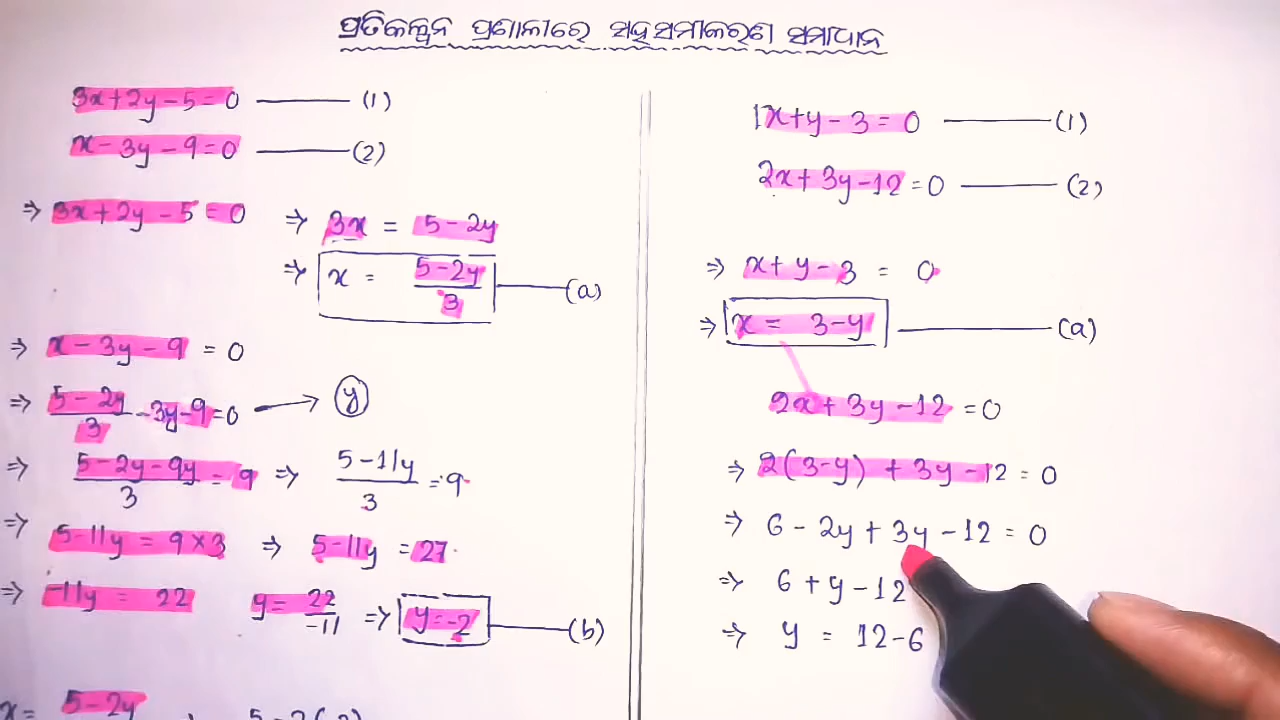 ପ୍ରତିକଳ୍ପନ ପ୍ରଣାଳୀରେ ସହସମୀକରଣ ସମାଧାନ
3x+2y-5=0 ——— (1)
x-3y-9=0 ——— (2)
⇒ 3x+2y-5=0 ⇒ 3x = 5-2y
⇒ x = (5-2y)/3 ——— (a)
⇒ x-3y-9 = 0
⇒ (5-2y)/3 -3y-9=0 → y
⇒ (5-2y-9y)/3 = 9 ⇒ (5-11y)/3 = 9
⇒ 5-11y = 9×3 ⇒ 5-11y = 27
⇒ -11y = 22 y = 22/-11 ⇒ y=-2 ——— (b)
x = 5-2y
1x+y-3=0 ——— (1)
2x+3y-12=0 ——— (2)
⇒ x+y-3 = 0
⇒ x = 3-y ——— (a)
2x+3y-12=0
⇒ 2(3-y)+3y-12=0
⇒ 6-2y+3y-12=0
⇒ 6+y-12
⇒ y = 12-6